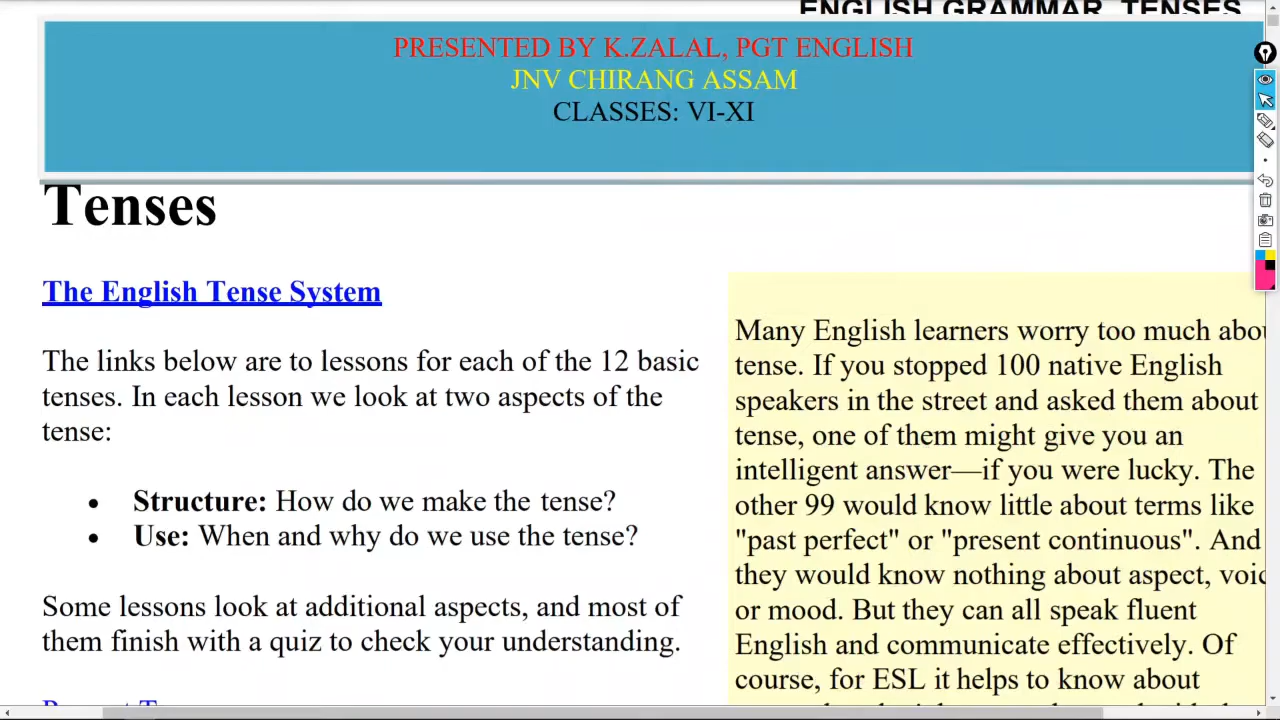 ENGLISH GRAMMAR TENSES
PRESENTED BY K.ZALAL, PGT ENGLISH
JNV CHIRANG ASSAM
CLASSES: VI-XI
Tenses
The English Tense System
The links below are to lessons for each of the 12 basic
tenses. In each lesson we look at two aspects of the
tense:
• Structure: How do we make the tense?
• Use: When and why do we use the tense?
Some lessons look at additional aspects, and most of
them finish with a quiz to check your understanding.
Many English learners worry too much abou
tense. If you stopped 100 native English
speakers in the street and asked them about
tense, one of them might give you an
intelligent answer—if you were lucky. The
other 99 would know little about terms like
"past perfect" or "present continuous". And
they would know nothing about aspect, voic
or mood. But they can all speak fluent
English and communicate effectively. Of
course, for ESL it helps to know about